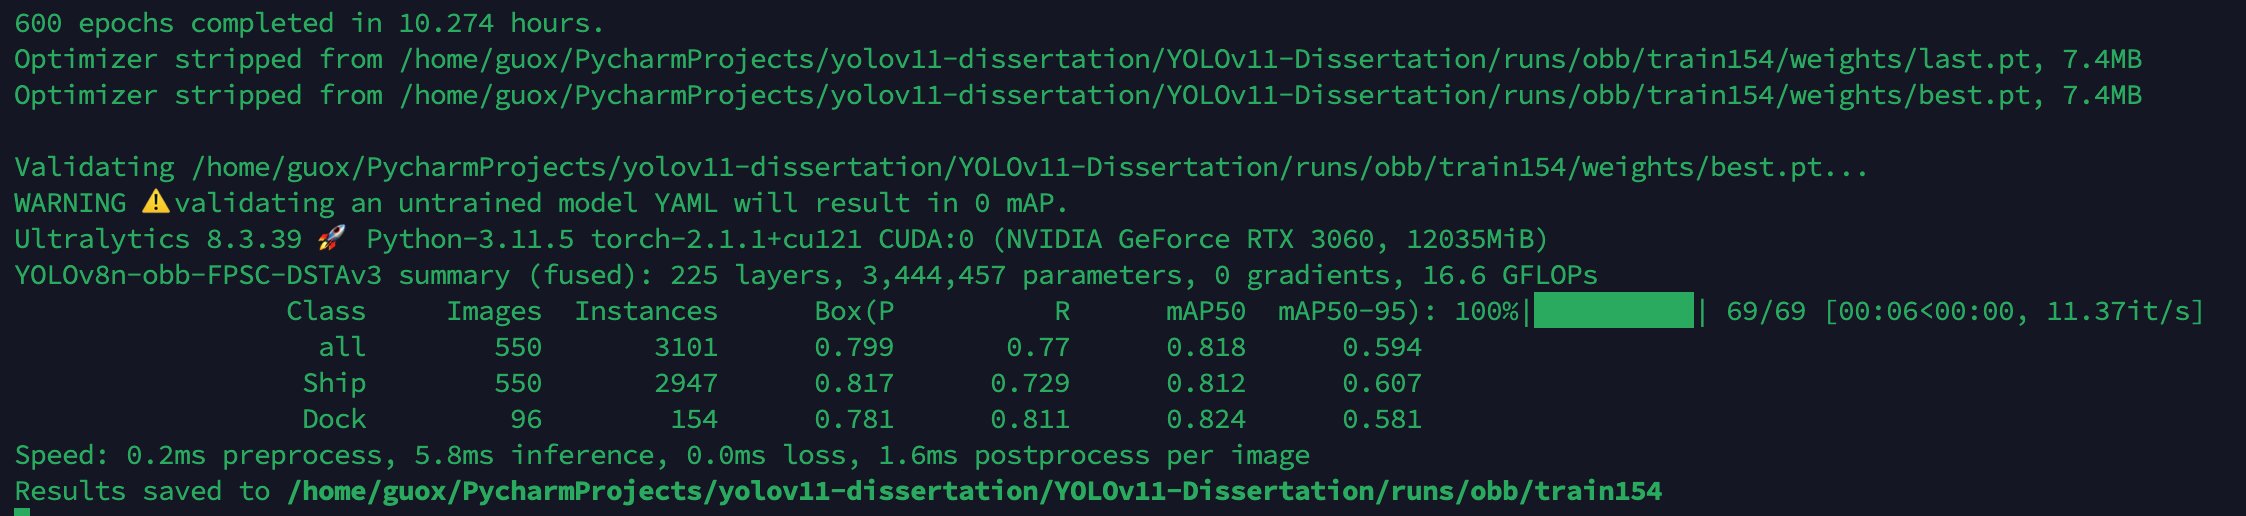 600 epochs completed in 10.274 hours.
Optimizer stripped from /home/guox/PycharmProjects/yolov11-dissertation/YOLOv11-Dissertation/runs/obb/train154/weights/last.pt, 7.4MB
Optimizer stripped from /home/guox/PycharmProjects/yolov11-dissertation/YOLOv11-Dissertation/runs/obb/train154/weights/best.pt, 7.4MB
Validating /home/guox/PycharmProjects/yolov11-dissertation/YOLOv11-Dissertation/runs/obb/train154/weights/best.pt...
WARNING ⚠️validating an untrained model YAML will result in 0 mAP.
Ultralytics 8.3.39 🚀 Python-3.11.5 torch-2.1.1+cu121 CUDA:0 (NVIDIA GeForce RTX 3060, 12035MiB)
YOLOv8n-obb-FPSC-DSTAv3 summary (fused): 225 layers, 3,444,457 parameters, 0 gradients, 16.6 GFLOPs
Class Images Instances Box(P R mAP50 mAP50-95): 100%|██████████| 69/69 [00:06<00:00, 11.37it/s]
all 550 3101 0.799 0.77 0.818 0.594
Ship 550 2947 0.817 0.729 0.812 0.607
Dock 96 154 0.781 0.811 0.824 0.581
Speed: 0.2ms preprocess, 5.8ms inference, 0.0ms loss, 1.6ms postprocess per image
Results saved to /home/guox/PycharmProjects/yolov11-dissertation/YOLOv11-Dissertation/runs/obb/train154